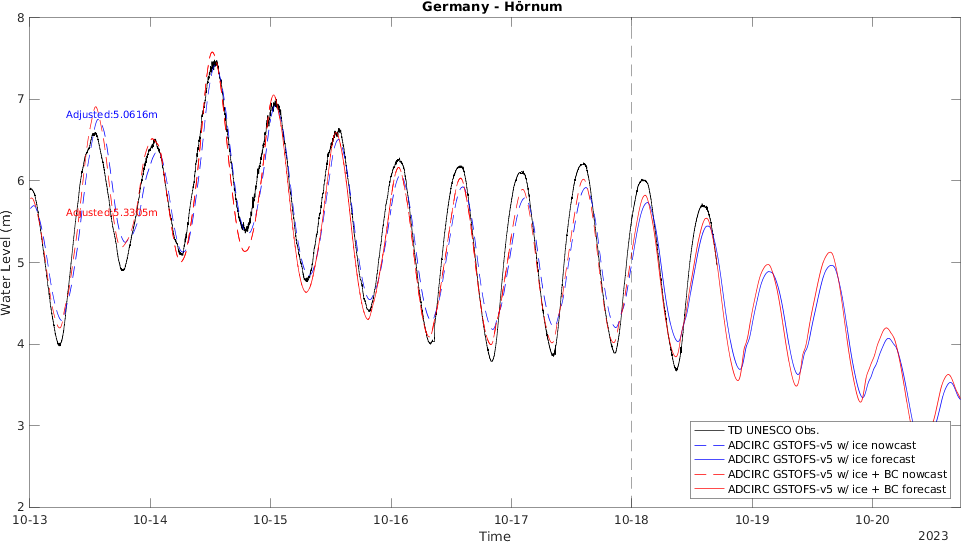 Germany - Hörnum
8
7
6
5
4
3
2
Water Level (m)
Adjusted:5.0616m
Adjusted:5.3305m
10-13
10-14
10-15
10-16
10-17
10-18
10-19
10-20
Time
2023
TD UNESCO Obs.
ADCIRC GSTOFS-v5 w/ ice nowcast
ADCIRC GSTOFS-v5 w/ ice forecast
ADCIRC GSTOFS-v5 w/ ice + BC nowcast
ADCIRC GSTOFS-v5 w/ ice + BC forecast